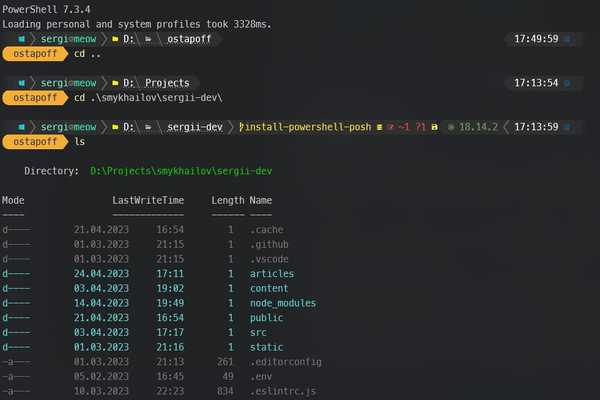 PowerShell 7.3.4
Loading personal and system profiles took 3328ms.
sergi@meow D: ostapoff 17:49:59
ostapoff cd ..
sergi@meow D: Projects 17:13:54
ostapoff cd .\smykhailov\sergii-dev\
sergi@meow D: sergii-dev install-powershell-posh ~1 ?1 18.14.2 17:13:59
ostapoff ls
Directory: D:\Projects\smykhailov\sergii-dev
Mode LastWriteTime Length Name
---- ------------- ------ ----
d---- 21.04.2023 16:54 1 .cache
d---- 01.03.2023 21:15 1 .github
d---- 01.03.2023 21:15 1 .vscode
d---- 24.04.2023 17:11 1 articles
d---- 03.04.2023 19:02 1 content
d---- 14.04.2023 19:49 1 node_modules
d---- 21.04.2023 16:54 1 public
d---- 03.04.2023 17:17 1 src
d---- 01.03.2023 21:16 1 static
-a--- 01.03.2023 21:13 261 .editorconfig
-a--- 05.02.2023 16:45 49 .env
-a--- 10.03.2023 22:23 834 .eslintrc.js